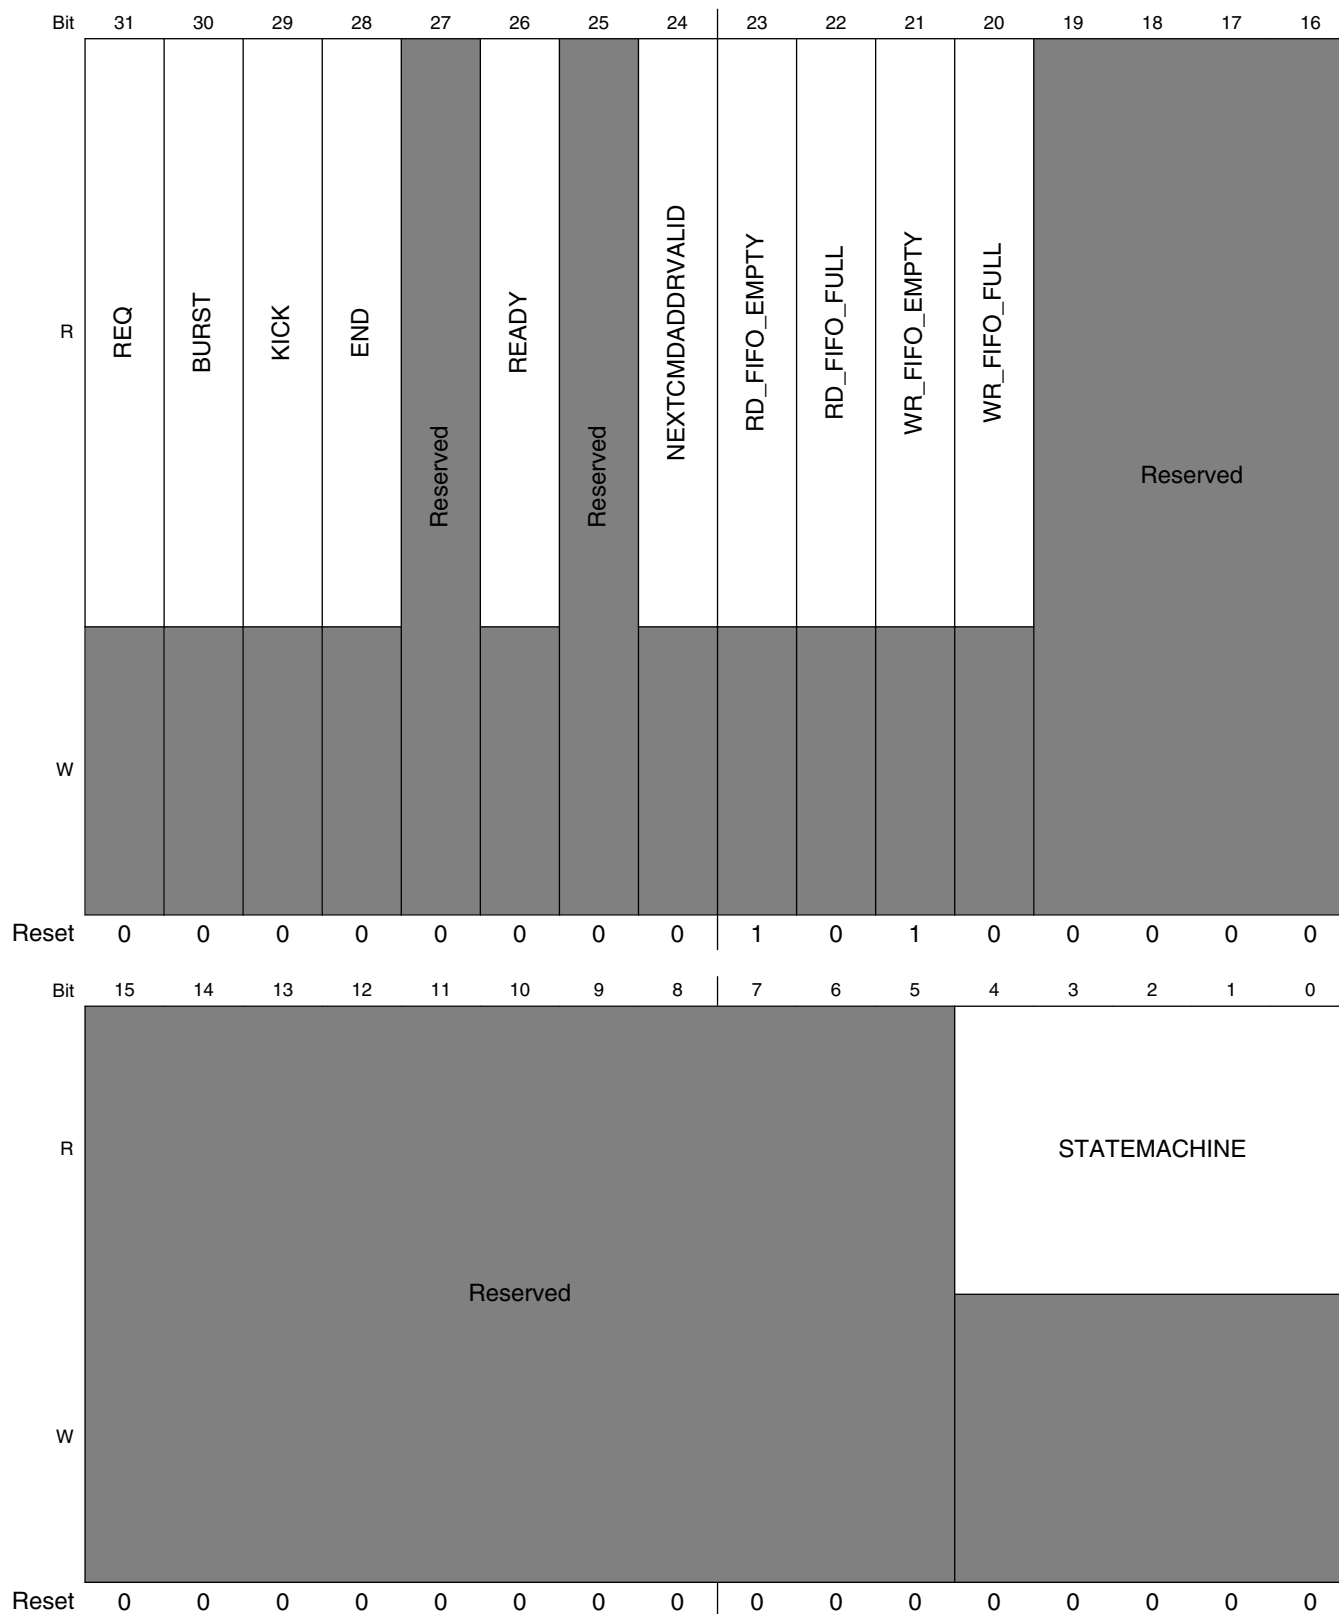 Bit 31 30 29 28 27 26 25 24 23 22 21 20 19 18 17 16
R REQ BURST KICK END Reserved READY Reserved NEXTCMDADDRVALID RD_FIFO_EMPTY RD_FIFO_FULL WR_FIFO_EMPTY WR_FIFO_FULL Reserved
W
Reset 0 0 0 0 0 0 0 0 1 0 1 0 0 0 0 0
Bit 15 14 13 12 11 10 9 8 7 6 5 4 3 2 1 0
R Reserved STATEMACHINE
W
Reset 0 0 0 0 0 0 0 0 0 0 0 0 0 0 0 0